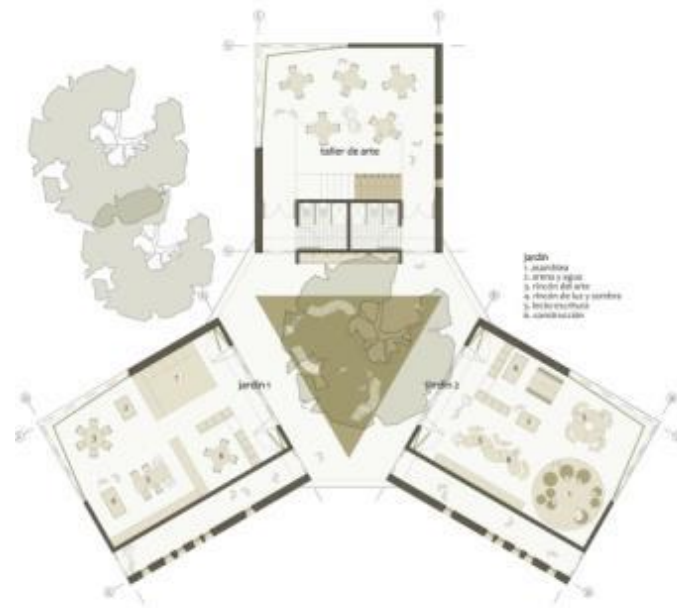 taller de arte
jardín
1. asamblea
2. arena y agua
3. rincón del arte
4. rincón de luz y sombra
5. lecto escritura
6. construcción
jardín 1
jardín 2